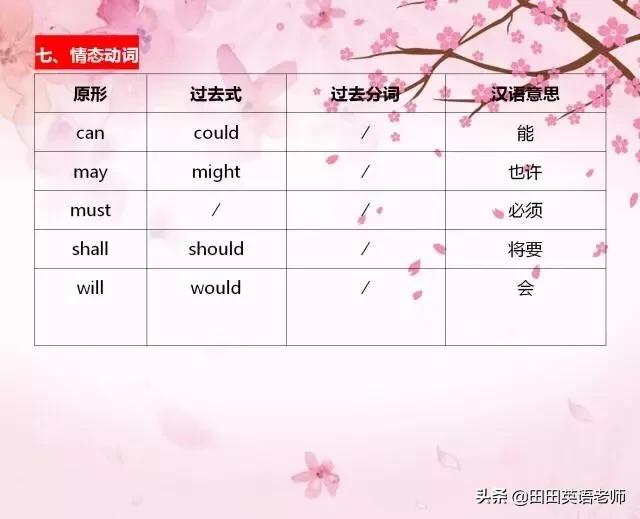 七、情态动词
原形 过去式 过去分词 汉语意思
can could / 能
may might / 也许
must / / 必须
shall should / 将要
will would / 会
头条 @田田英语老师